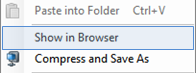 Paste into Folder Ctrl+V
Show in Browser
Compress and Save As